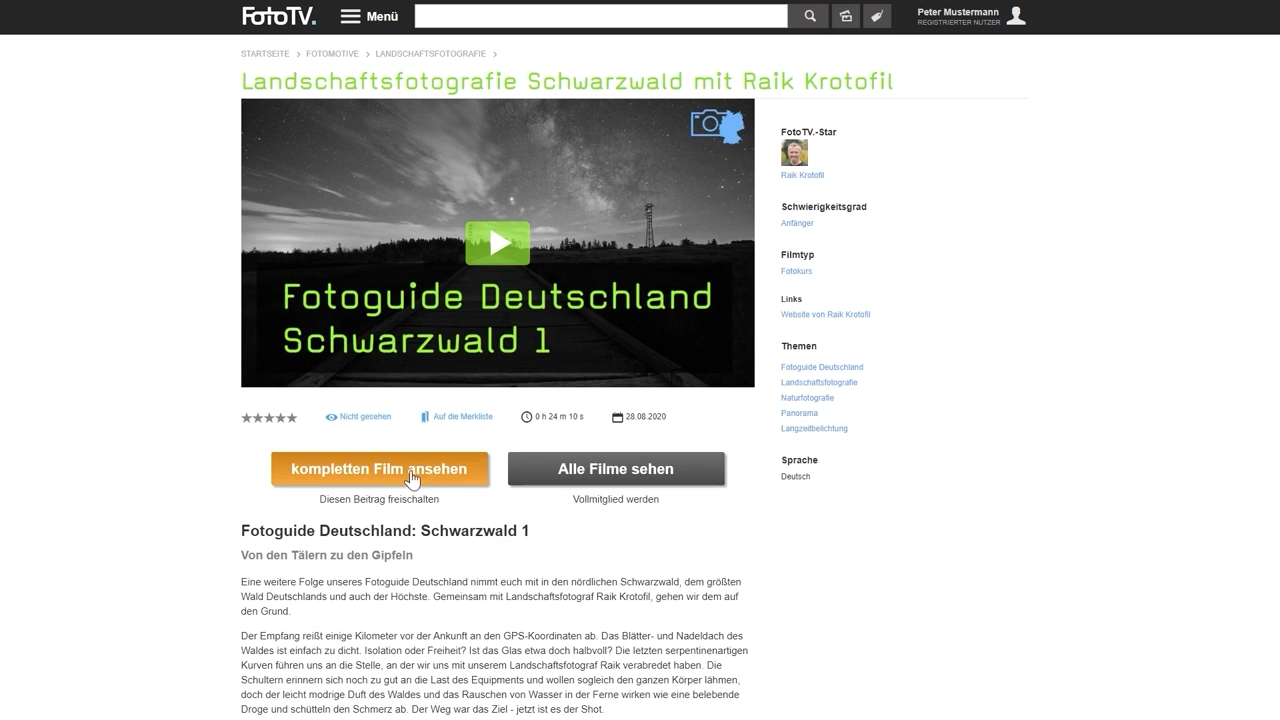 FotoTV.
Menü
Peter Mustermann
REGISTRIERTER NUTZER
STARTSEITE > FOTOMOTIVE > LANDSCHAFTSFOTOGRAFIE >
Landschaftsfotografie Schwarzwald mit Raik Krotofil
Fotoguide Deutschland
Schwarzwald 1
Nicht gesehen
Auf die Merkliste
0 h 24 m 10 s
28.08.2020
kompletten Film ansehen
Diesen Beitrag freischalten
Alle Filme sehen
Vollmitglied werden
Fotoguide Deutschland: Schwarzwald 1
Von den Tälern zu den Gipfeln
Eine weitere Folge unseres Fotoguide Deutschland nimmt euch mit in den nördlichen Schwarzwald, dem größten
Wald Deutschlands und auch der Höchste. Gemeinsam mit Landschaftsfotograf Raik Krotofil, gehen wir dem auf
den Grund.
Der Empfang reißt einige Kilometer vor der Ankunft an den GPS-Koordinaten ab. Das Blätter- und Nadeldach des
Waldes ist einfach zu dicht. Isolation oder Freiheit? Ist das Glas etwa doch halbvoll? Die letzten serpentinenartigen
Kurven führen uns an die Stelle, an der wir uns mit unserem Landschaftsfotograf Raik verabredet haben. Die
Schultern erinnern sich noch zu gut an die Last des Equipments und wollen sogleich den ganzen Körper lähmen,
doch der leicht modrige Duft des Waldes und das Rauschen von Wasser in der Ferne wirken wie eine belebende
Droge und schütteln den Schmerz ab. Der Weg war das Ziel - jetzt ist es der Shot.
FotoTV.-Star
Raik Krotofil
Schwierigkeitsgrad
Anfänger
Filmtyp
Fotokurs
Links
Website von Raik Krotofil
Themen
Fotoguide Deutschland
Landschaftsfotografie
Naturfotografie
Panorama
Langzeitbelichtung
Sprache
Deutsch